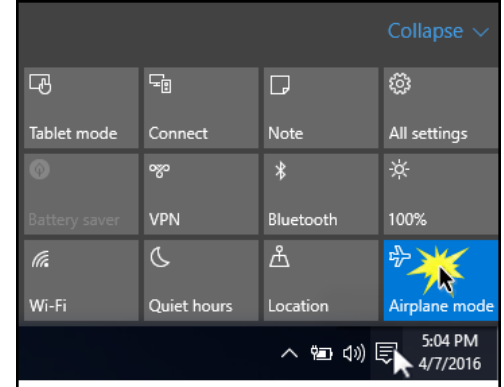 Collapse
Tablet mode Connect Note All settings
Battery saver VPN Bluetooth 100%
Wi-Fi Quiet hours Location Airplane mode
5:04 PM
4/7/2016